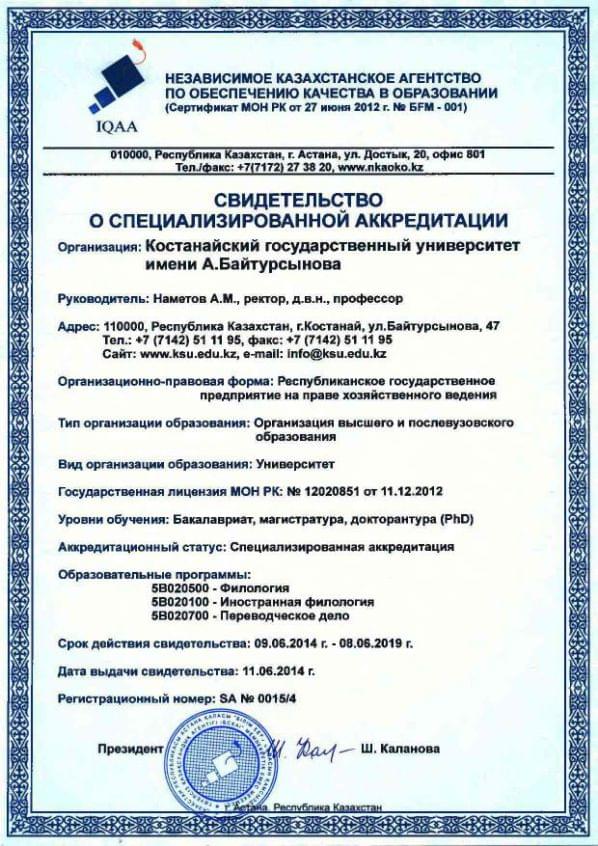 IQAA
НЕЗАВИСИМОЕ КАЗАХСТАНСКОЕ АГЕНТСТВО
ПО ОБЕСПЕЧЕНИЮ КАЧЕСТВА В ОБРАЗОВАНИИ
(Сертификат МОН РК от 27 июня 2012 г. № БFM - 001)
010000, Республика Казахстан, г. Астана, ул. Достык, 20, офис 801
Тел./факс: +7(7172) 27 38 20, www.nkaoko.kz
СВИДЕТЕЛЬСТВО
О СПЕЦИАЛИЗИРОВАННОЙ АККРЕДИТАЦИИ
Организация: Костанайский государственный университет
имени А.Байтурсынова
Руководитель: Наметов А.М., ректор, д.в.н., профессор
Адрес: 110000, Республика Казахстан, г.Костанай, ул.Байтурсынова, 47
Тел.: +7 (7142) 51 11 95, факс: +7 (7142) 51 11 95
Сайт: www.ksu.edu.kz, e-mail: info@ksu.edu.kz
Организационно-правовая форма: Республиканское государственное
предприятие на праве хозяйственного ведения
Тип организации образования: Организация высшего и послевузовского
образования
Вид организации образования: Университет
Государственная лицензия МОН РК: № 12020851 от 11.12.2012
Уровни обучения: Бакалавриат, магистратура, докторантура (PhD)
Аккредитационный статус: Специализированная аккредитация
Образовательные программы:
5В020500 - Филология
5В020100 - Иностранная филология
5В020700 - Переводческое дело
Срок действия свидетельства: 09.06.2014 г. - 08.06.2019 г.
Дата выдачи свидетельства: 11.06.2014 г.
Регистрационный номер: SA № 0015/4
Президент Ш. Каланова
г. Астана. Республика Казахстан